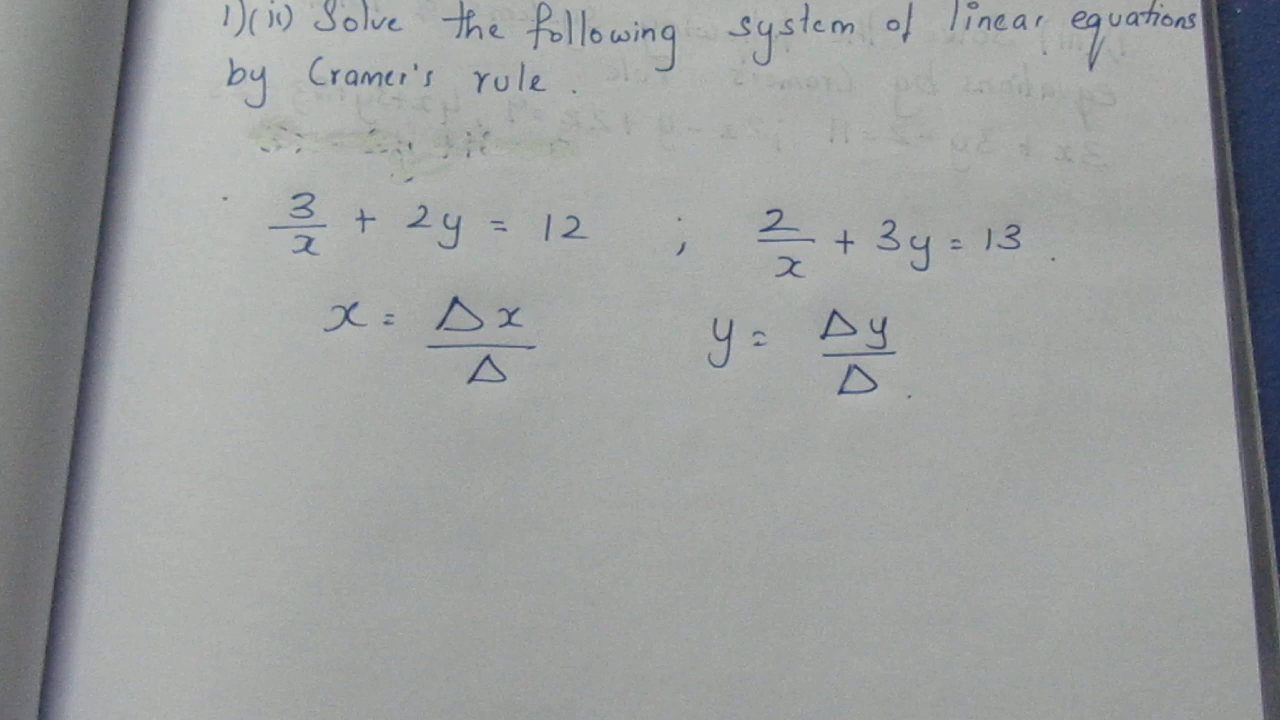 1)(ii) Solve the following system of linear equations
by Cramer's rule.
3/x + 2y = 12 ; 2/x + 3y = 13.
x = Δx/Δ y = Δy/Δ.